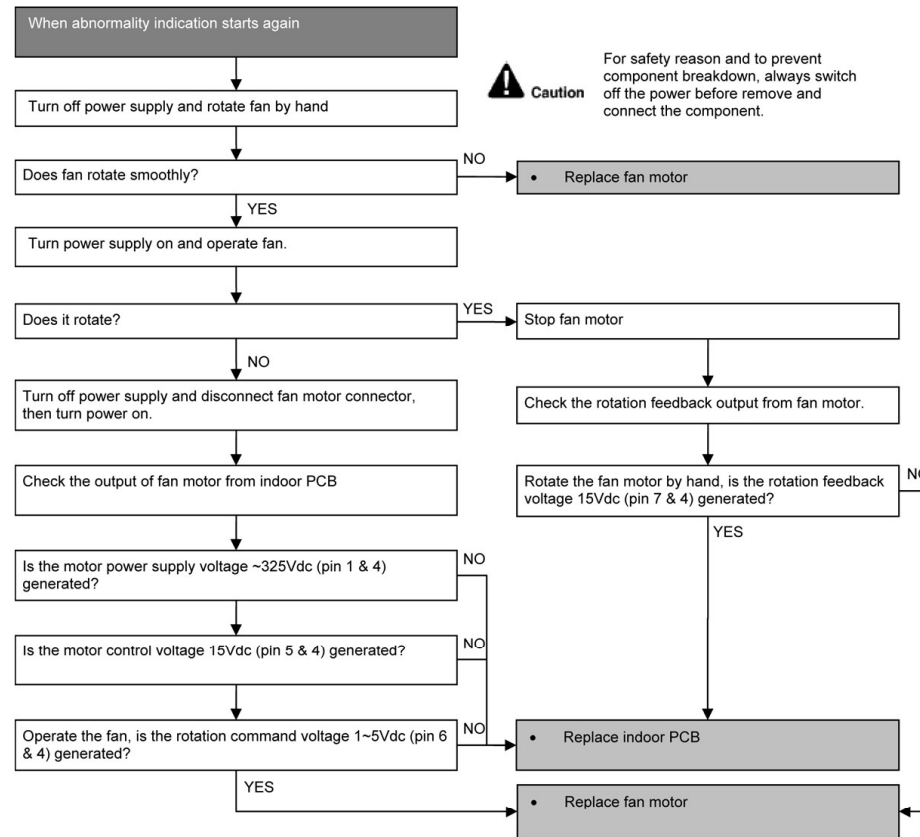 When abnormality indication starts again
For safety reason and to prevent
component breakdown, always switch
off the power before remove and
connect the component.
Caution
Turn off power supply and rotate fan by hand
Does fan rotate smoothly?
NO
• Replace fan motor
YES
Turn power supply on and operate fan.
Does it rotate?
YES
Stop fan motor
NO
Turn off power supply and disconnect fan motor connector,
then turn power on.
Check the rotation feedback output from fan motor.
Check the output of fan motor from indoor PCB
Rotate the fan motor by hand, is the rotation feedback
voltage 15Vdc (pin 7 & 4) generated?
NO
YES
Is the motor power supply voltage ~325Vdc (pin 1 & 4)
generated?
NO
Is the motor control voltage 15Vdc (pin 5 & 4) generated?
NO
Operate the fan, is the rotation command voltage 1~5Vdc (pin 6
& 4) generated?
NO
• Replace indoor PCB
YES
• Replace fan motor